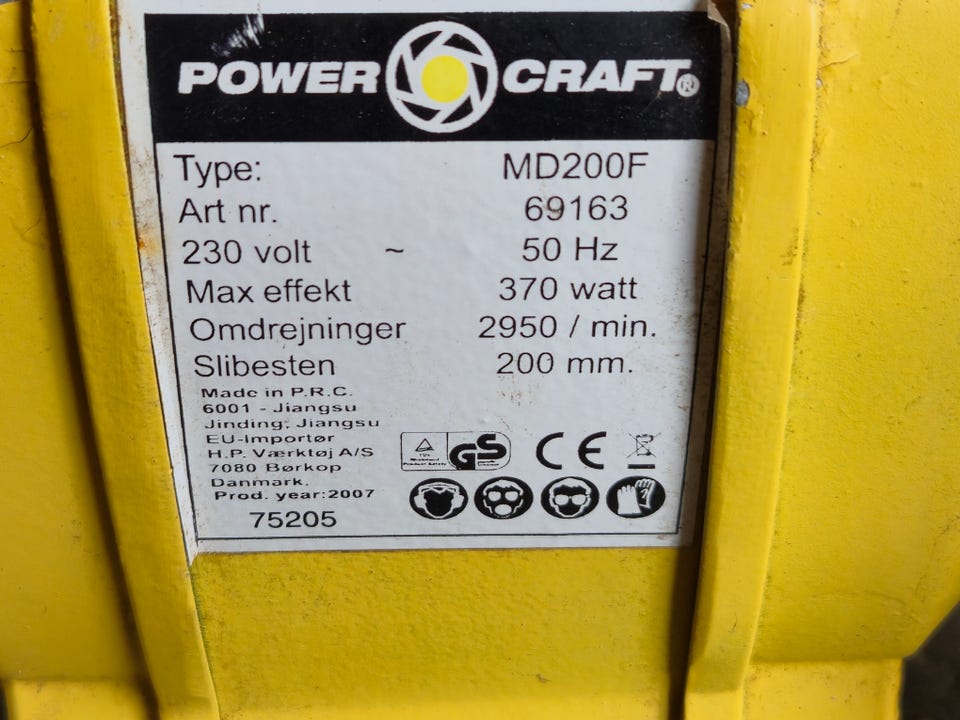 POWER CRAFT®
Type: MD200F
Art nr. 69163
230 volt ~ 50 Hz
Max effekt 370 watt
Omdrejninger 2950 / min.
Slibesten 200 mm.
Made in P.R.C.
6001 - Jiangsu
Jinding, Jiangsu
EU-Importør
H.P. Værktøj A/S
7080 Børkop
Danmark.
Prod. year:2007
75205
GS
CE